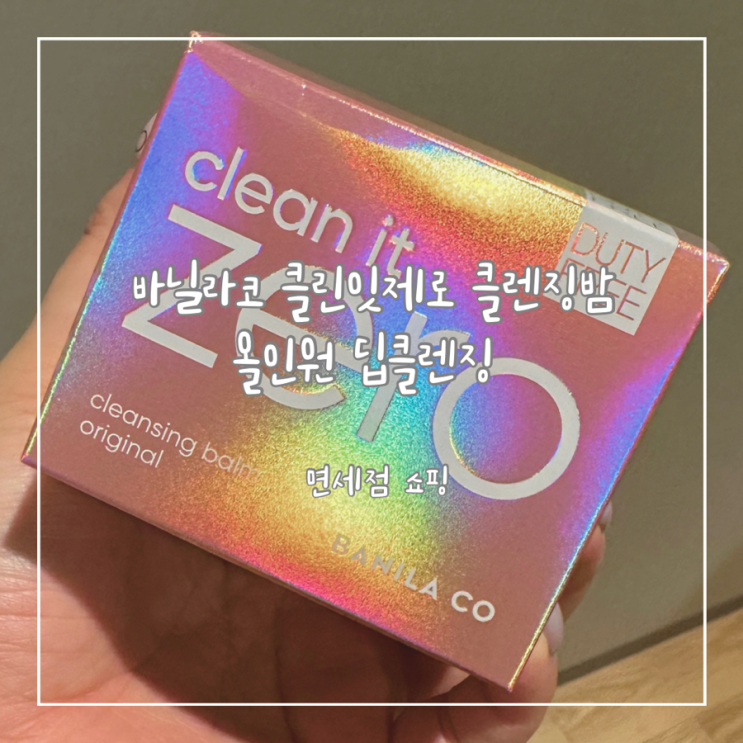 clean it
zero
DUTY
바닐라코 클린잇제로 클렌징밤
올인원 딥클렌징
cleansing balm
original
면세점 쇼핑
BANILA CO